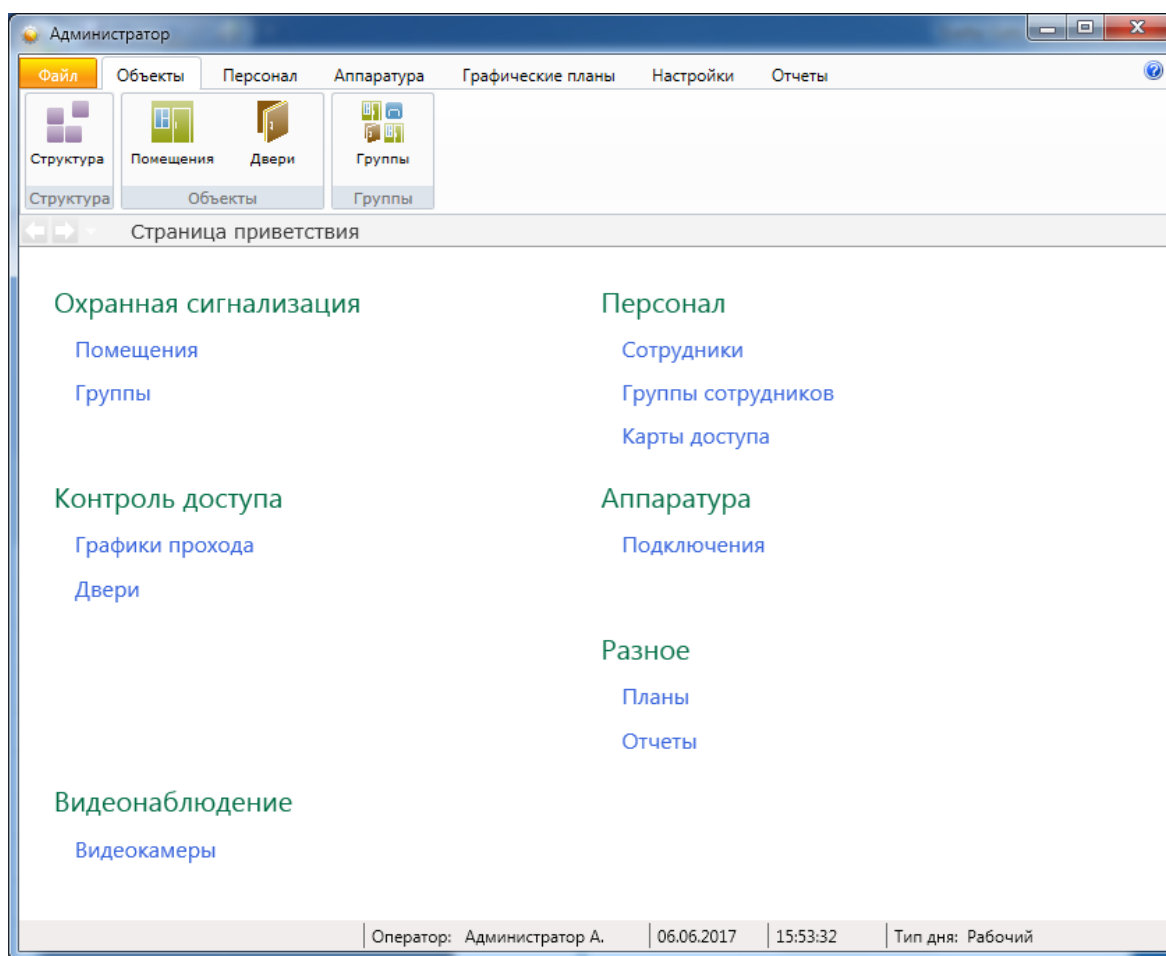 Администратор
Файл Объекты Персонал Аппаратура Графические планы Настройки Отчеты
Структура Помещения Двери Группы
Структура Объекты Группы
Страница приветствия
Охранная сигнализация
Помещения
Группы
Персонал
Сотрудники
Группы сотрудников
Карты доступа
Контроль доступа
Графики прохода
Двери
Аппаратура
Подключения
Разное
Планы
Отчеты
Видеонаблюдение
Видеокамеры
Оператор: Администратор А. 06.06.2017 15:53:32 Тип дня: Рабочий